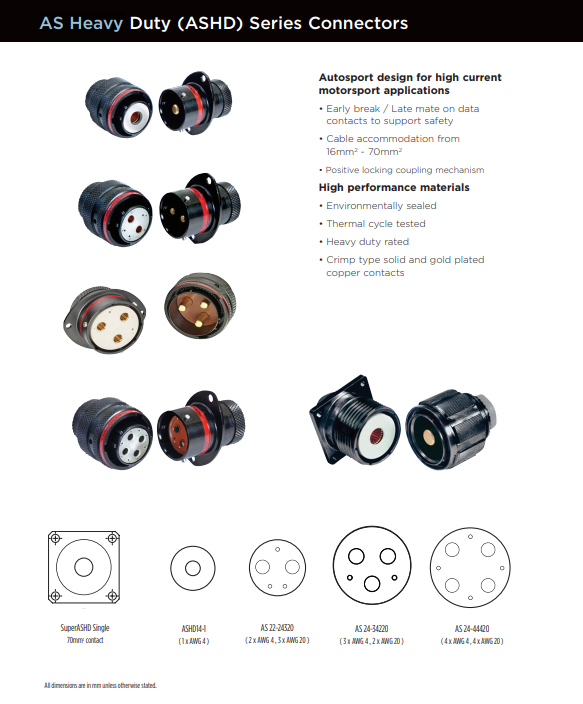 AS Heavy Duty (ASHD) Series Connectors
Autosport design for high current
motorsport applications
• Early break / Late mate on data
contacts to support safety
• Cable accommodation from
16mm² - 70mm²
• Positive locking coupling mechanism
High performance materials
• Environmentally sealed
• Thermal cycle tested
• Heavy duty rated
• Crimp type solid and gold plated
copper contacts
SuperASHD Single
70mm² contact
ASHD14-1
( 1 x AWG 4 )
AS 22-24320
( 2 x AWG 4 , 3 x AWG 20 )
AS 24-34220
( 3 x AWG 4 , 2 x AWG 20 )
AS 24-44420
( 4 x AWG 4 , 4 x AWG 20 )
All dimensions are in mm unless otherwise stated.